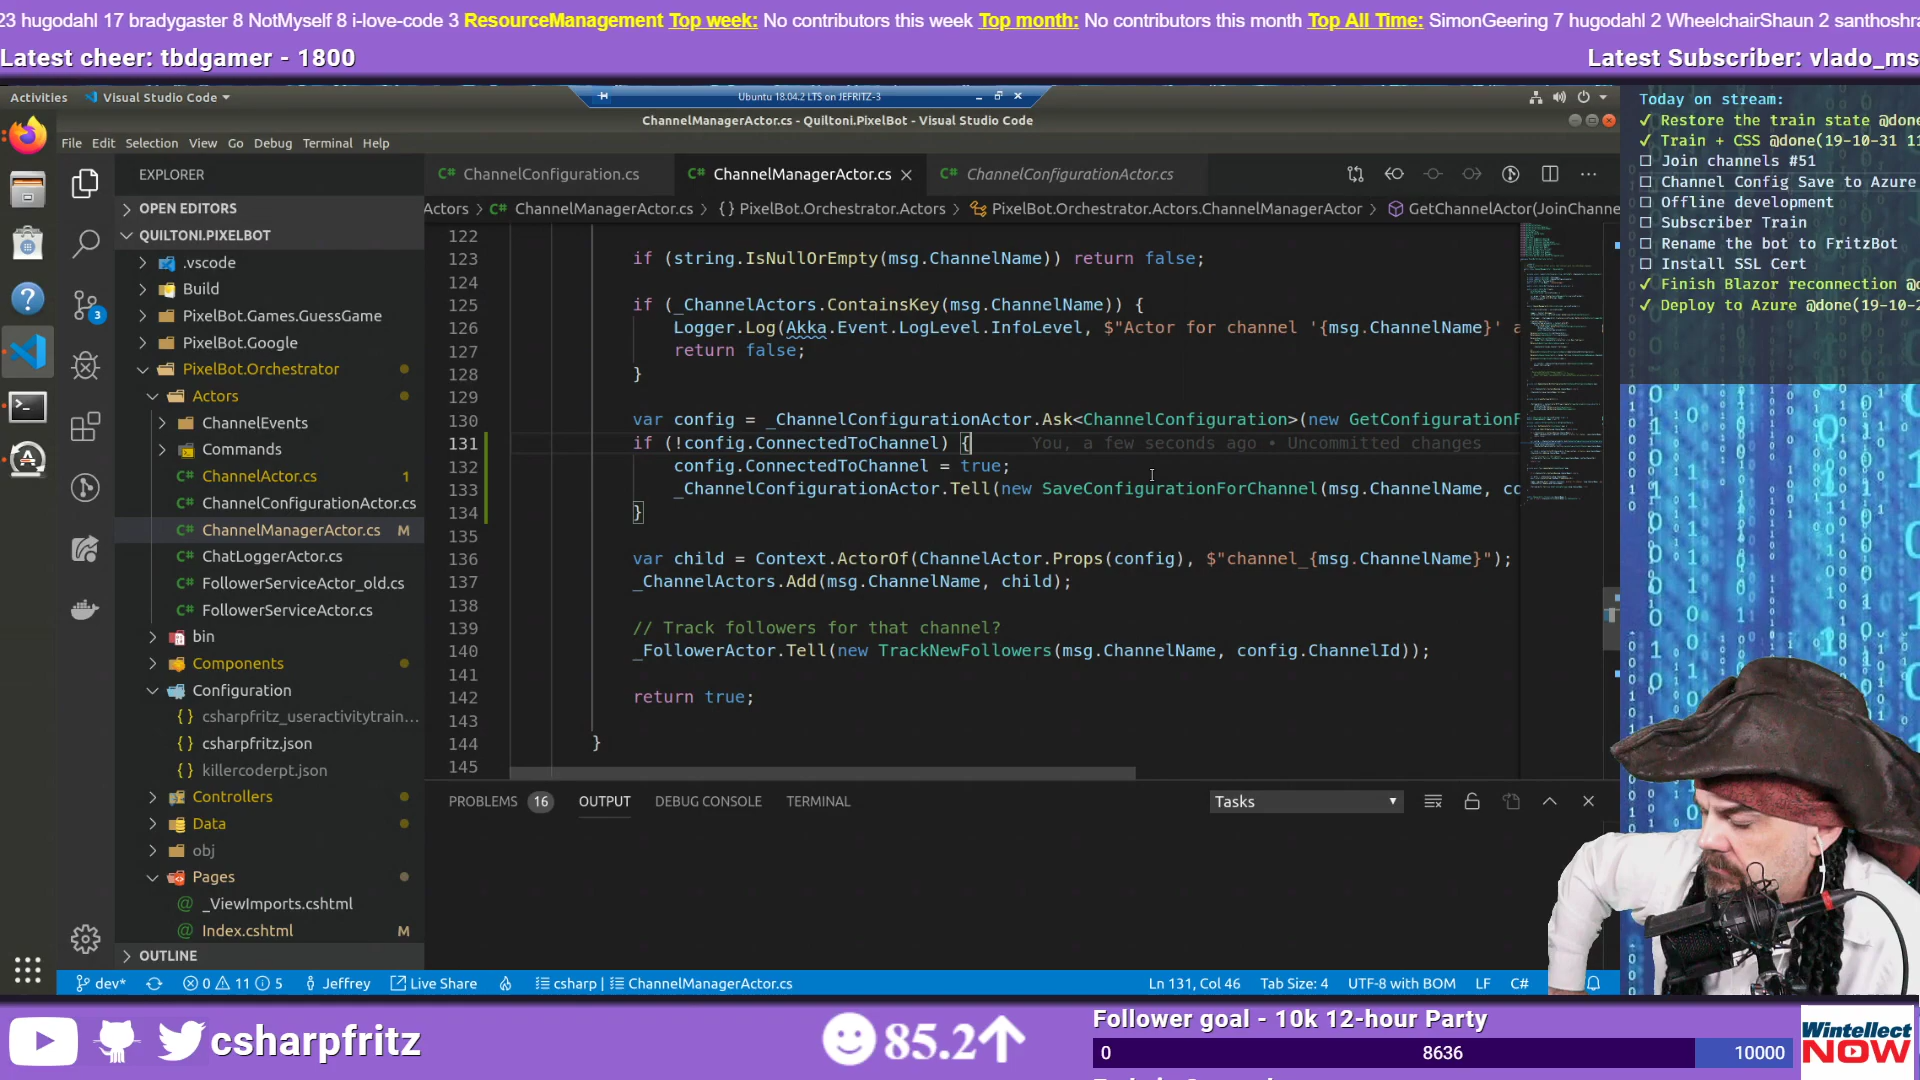 23 hugodahl 17 bradygaster 8 NotMyself 8 i-love-code 3 ResourceManagement Top week: No contributors this week Top month: No contributors this month Top All Time: SimonGeering 7 hugodahl 2 WheelchairShaun 2 santhoshra
Latest cheer: tbdgamer - 1800
Latest Subscriber: vlado_ms
Activities
Visual Studio Code
Ubuntu 18.04.2 LTS on JEFRITZ-3
ChannelManagerActor.cs - Quiltoni.PixelBot - Visual Studio Code
File Edit Selection View Go Debug Terminal Help
EXPLORER
OPEN EDITORS
QUILTONI.PIXELBOT
.vscode
Build
PixelBot.Games.GuessGame
PixelBot.Google
PixelBot.Orchestrator
Actors
ChannelEvents
Commands
ChannelActor.cs 1
ChannelConfigurationActor.cs
ChannelManagerActor.cs M
ChatLoggerActor.cs
FollowerServiceActor_old.cs
FollowerServiceActor.cs
bin
Components
Configuration
{} csharpfritz_useractivitytrain...
{} csharpfritz.json
{} killercoderpt.json
Controllers
Data
obj
Pages
@ _ViewImports.cshtml
@ Index.cshtml M
OUTLINE
3
C# ChannelConfiguration.cs
C# ChannelManagerActor.cs
C# ChannelConfigurationActor.cs
Actors > C# ChannelManagerActor.cs > {} PixelBot.Orchestrator.Actors > PixelBot.Orchestrator.Actors.ChannelManagerActor > GetChannelActor(JoinChanne
122
123 if (string.IsNullOrEmpty(msg.ChannelName)) return false;
124
125 if (_ChannelActors.ContainsKey(msg.ChannelName)) {
126 Logger.Log(Akka.Event.LogLevel.InfoLevel, $"Actor for channel '{msg.ChannelName}' a
127 return false;
128 }
129
130 var config = _ChannelConfigurationActor.Ask<ChannelConfiguration>(new GetConfigurationF
131 if (!config.ConnectedToChannel) { You, a few seconds ago • Uncommitted changes
132 config.ConnectedToChannel = true;
133 _ChannelConfigurationActor.Tell(new SaveConfigurationForChannel(msg.ChannelName, co
134 }
135
136 var child = Context.ActorOf(ChannelActor.Props(config), $"channel_{msg.ChannelName}");
137 _ChannelActors.Add(msg.ChannelName, child);
138
139 // Track followers for that channel?
140 _FollowerActor.Tell(new TrackNewFollowers(msg.ChannelName, config.ChannelId));
141
142 return true;
143
144 }
145
PROBLEMS 16 OUTPUT DEBUG CONSOLE TERMINAL
Tasks
dev* 0 11 5 Jeffrey Live Share csharp | ChannelManagerActor.cs
Ln 131, Col 46 Tab Size: 4 UTF-8 with BOM LF C#
Today on stream:
✓ Restore the train state @done
✓ Train + CSS @done(19-10-31 11
☐ Join channels #51
☐ Channel Config Save to Azure
☐ Offline development
☐ Subscriber Train
☐ Rename the bot to FritzBot
☐ Install SSL Cert
✓ Finish Blazor reconnection @d
✓ Deploy to Azure @done(19-10-2
csharpfritz
85.2
Follower goal - 10k 12-hour Party
0 8636 10000
Wintellect
NOW